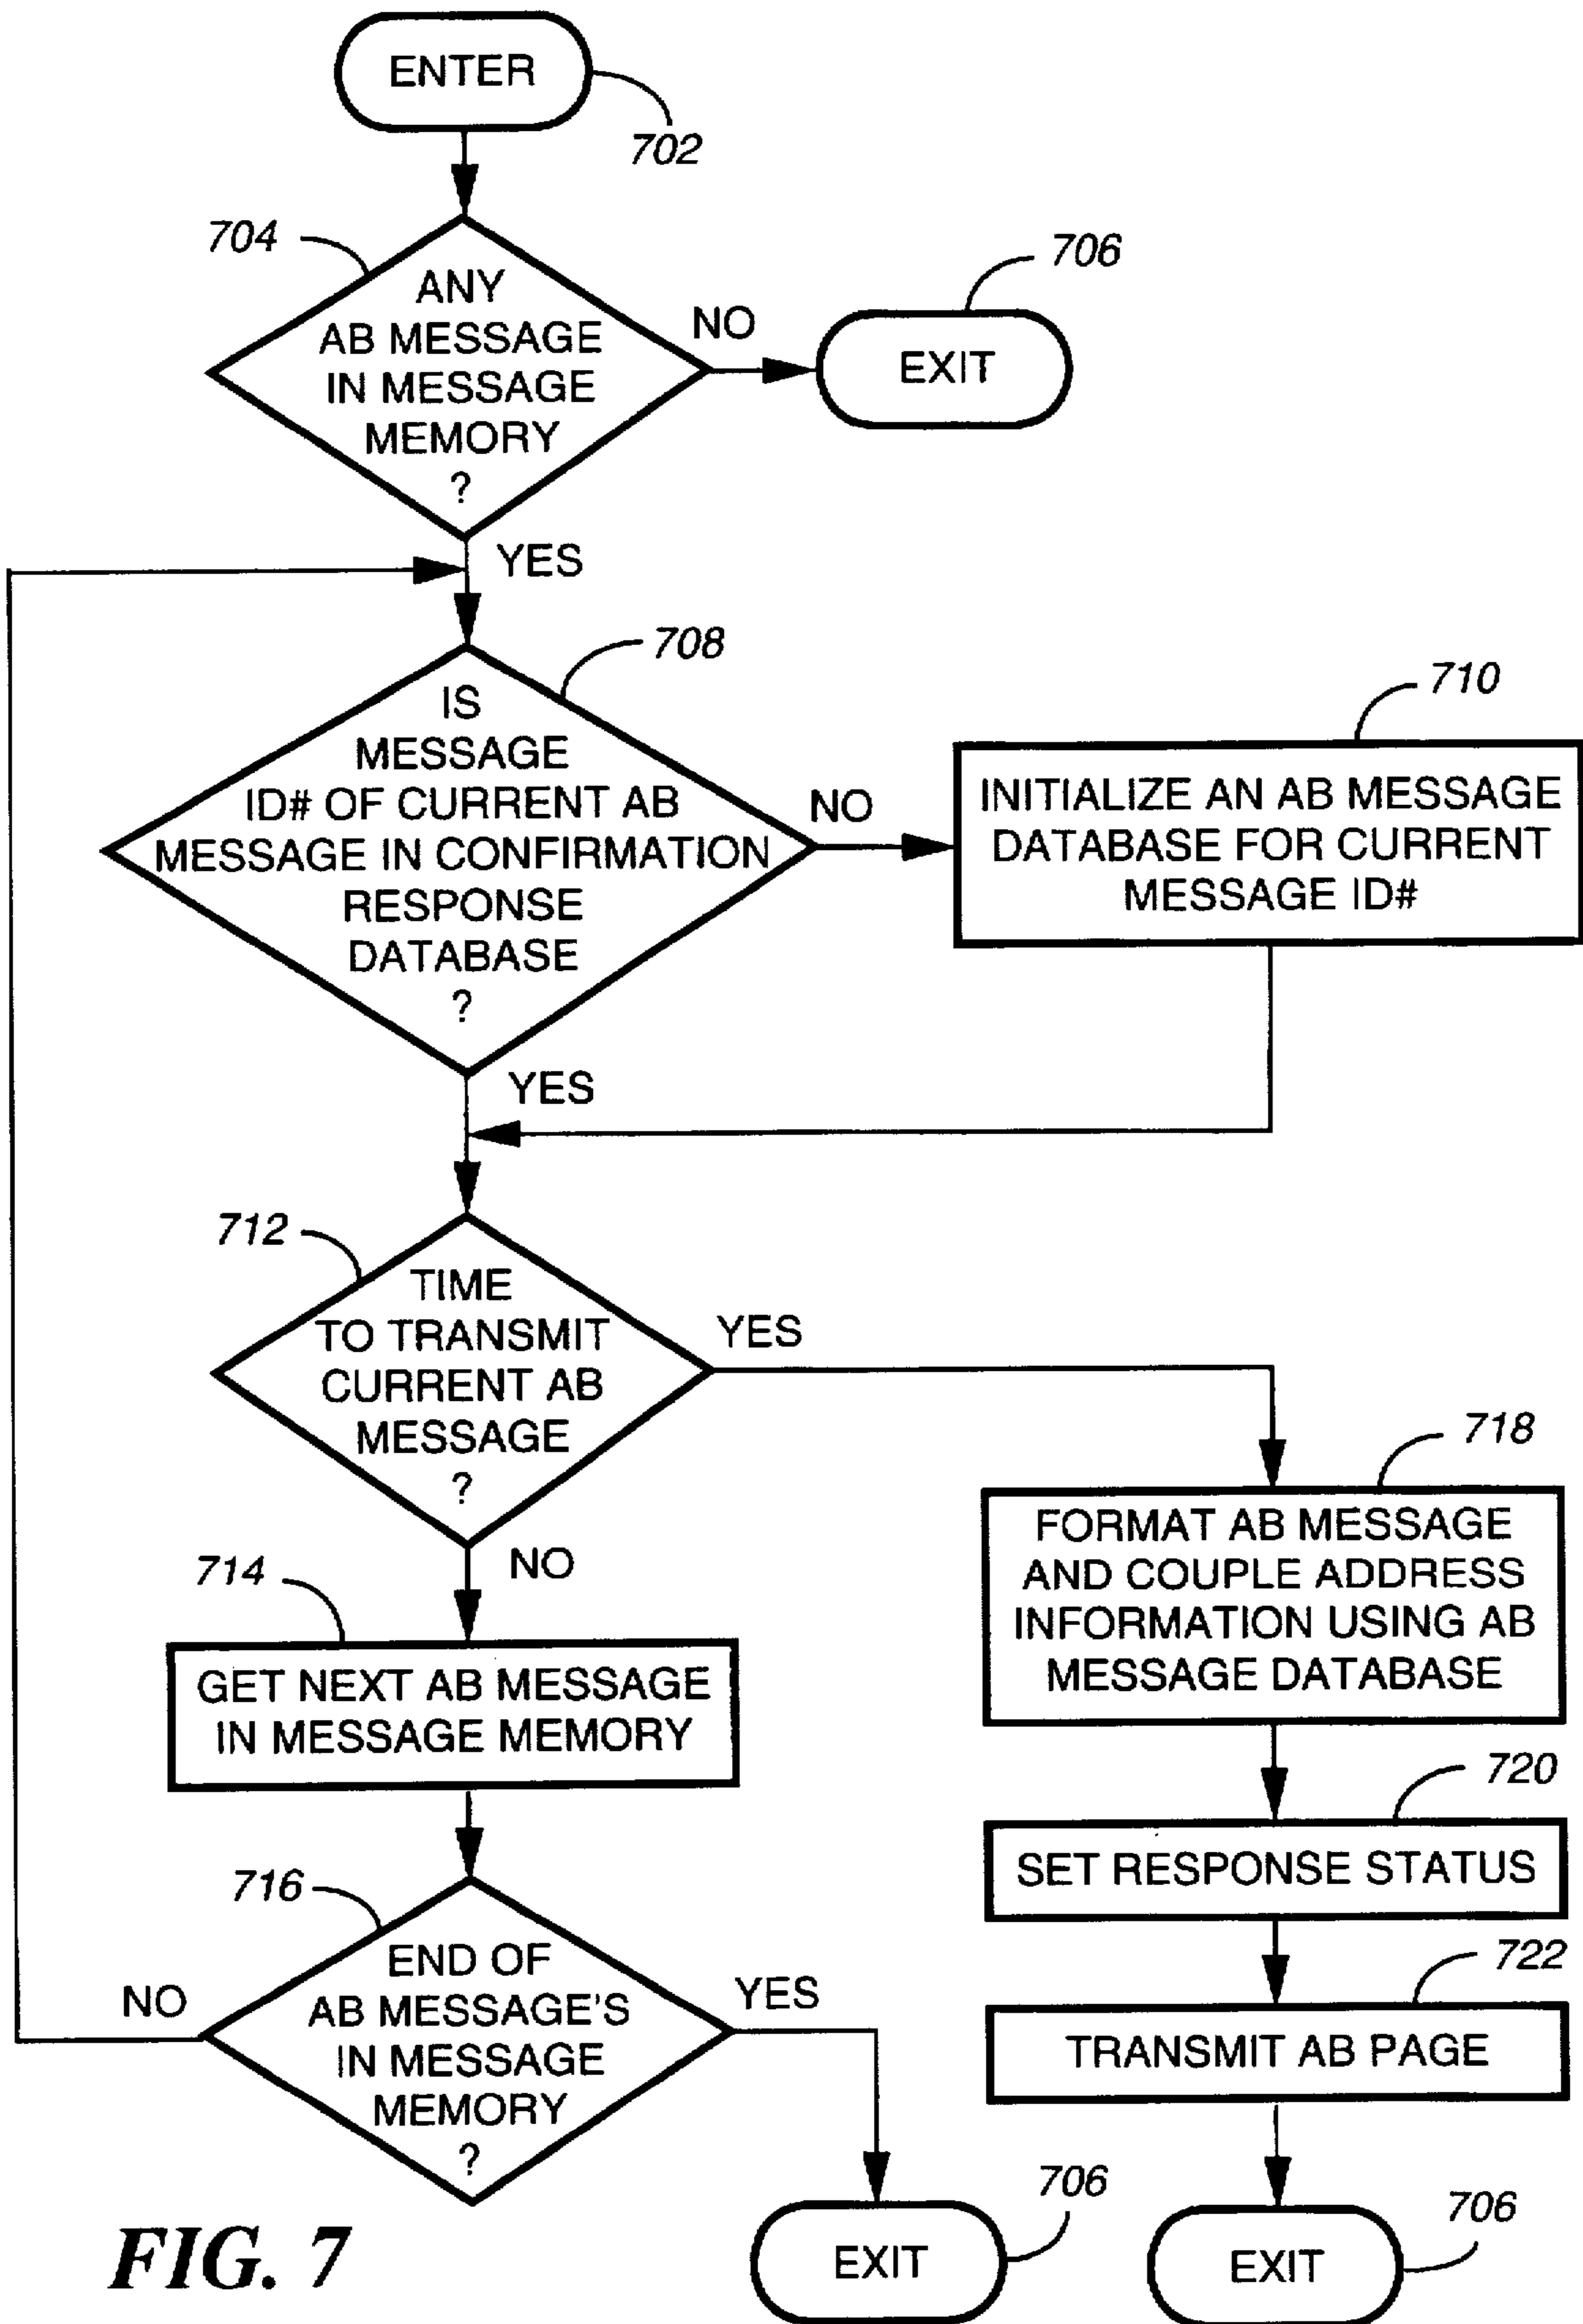 ENTER
702
704
ANY
AB MESSAGE
IN MESSAGE
MEMORY
?
NO
706
EXIT
YES
708
IS
MESSAGE
ID# OF CURRENT AB
MESSAGE IN CONFIRMATION
RESPONSE
DATABASE
?
NO
710
INITIALIZE AN AB MESSAGE
DATABASE FOR CURRENT
MESSAGE ID#
YES
712
TIME
TO TRANSMIT
CURRENT AB
MESSAGE
?
YES
NO
714
GET NEXT AB MESSAGE
IN MESSAGE MEMORY
716
END OF
AB MESSAGE'S
IN MESSAGE
MEMORY
?
NO
YES
706
EXIT
718
FORMAT AB MESSAGE
AND COUPLE ADDRESS
INFORMATION USING AB
MESSAGE DATABASE
720
SET RESPONSE STATUS
722
TRANSMIT AB PAGE
706
EXIT
FIG. 7